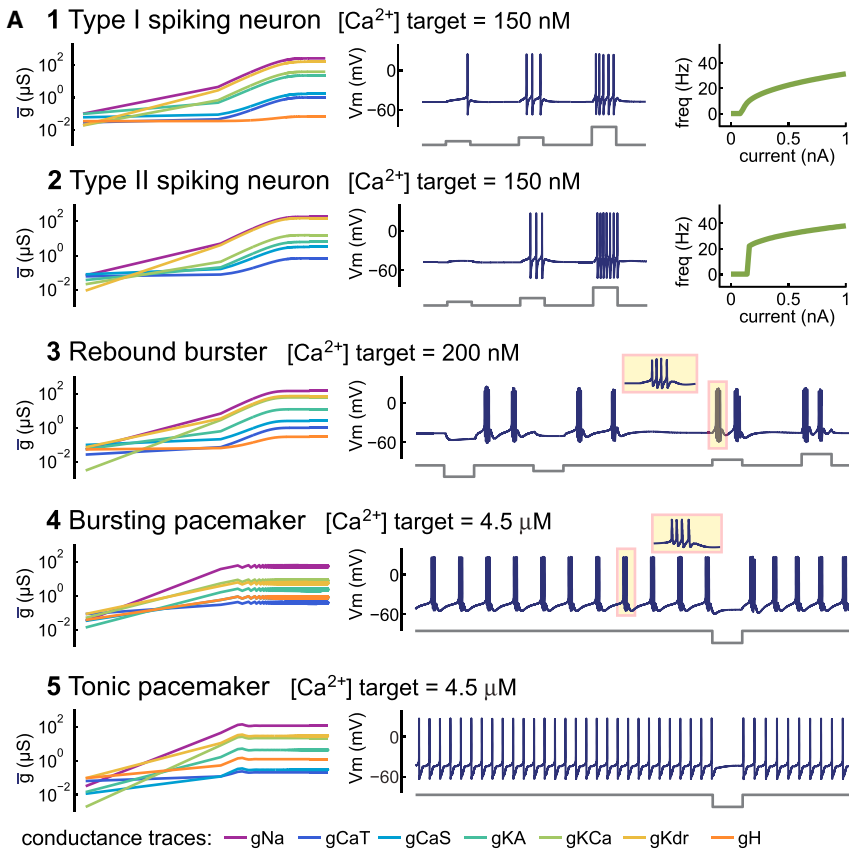 A 1 Type I spiking neuron [Ca2+] target = 150 nM
g̅ (µS)
10^2
10^0
10^−2
Vm (mV)
0
−60
freq (Hz)
40
20
0
0 0.5 1
current (nA)
2 Type II spiking neuron [Ca2+] target = 150 nM
g̅ (µS)
10^2
10^0
10^−2
Vm (mV)
0
−60
freq (Hz)
40
20
0
0 0.5 1
current (nA)
3 Rebound burster [Ca2+] target = 200 nM
g̅ (µS)
10^2
10^0
10^−2
Vm (mV)
0
−60
4 Bursting pacemaker [Ca2+] target = 4.5 µM
g̅ (µS)
10^2
10^0
10^−2
Vm (mV)
0
−60
5 Tonic pacemaker [Ca2+] target = 4.5 µM
g̅ (µS)
10^2
10^0
10^−2
Vm (mV)
0
−60
conductance traces: gNa gCaT gCaS gKA gKCa gKdr gH